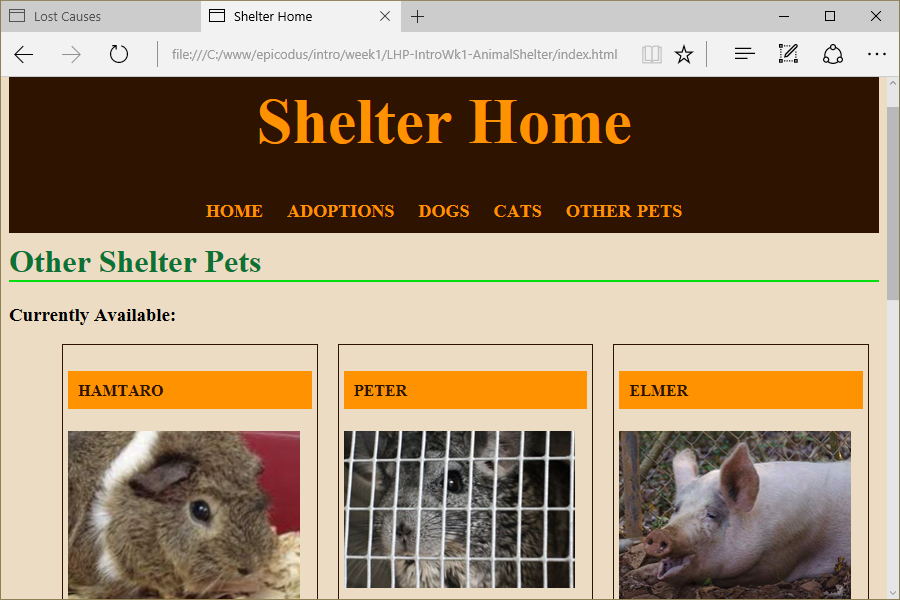 Lost Causes
Shelter Home
file:///C:/www/epicodus/intro/week1/LHP-IntroWk1-AnimalShelter/index.html
Shelter Home
HOME ADOPTIONS DOGS CATS OTHER PETS
Other Shelter Pets
Currently Available:
HAMTARO
PETER
ELMER